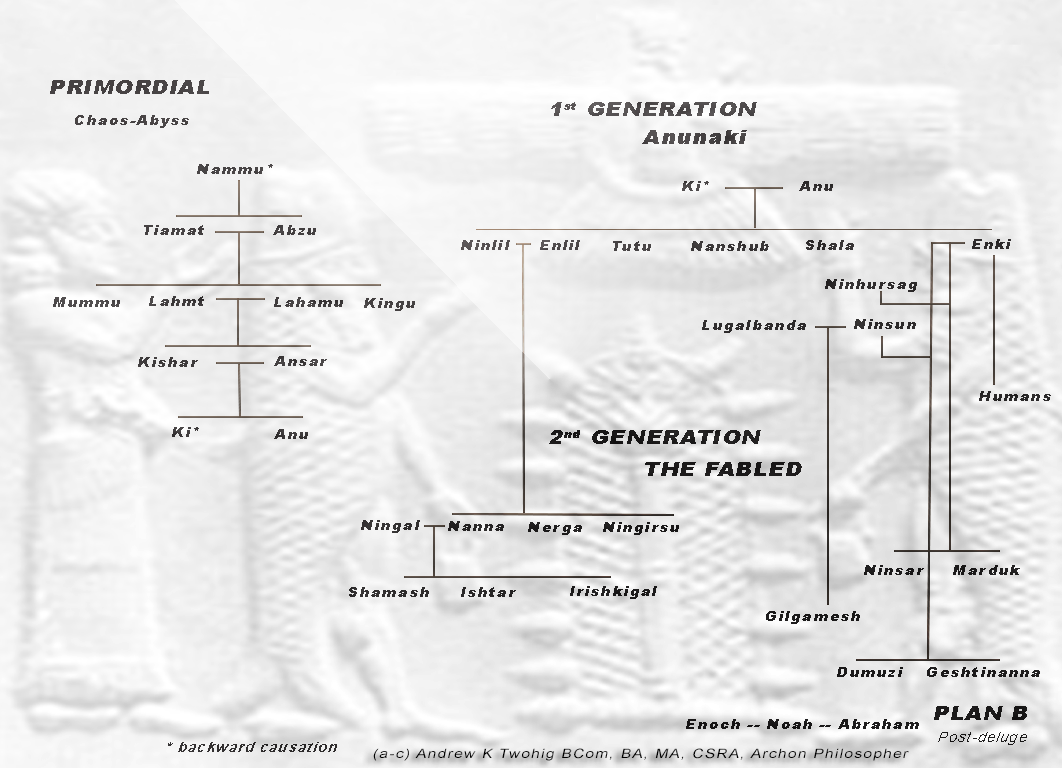 PRIMORDIAL
Chaos-Abyss
Nammu*
Tiamat Abzu
Mummu Lahmt Lahamu Kingu
Kishar Ansar
Ki* Anu
1st GENERATION
Anunaki
Ki* Anu
Ninlil Enlil Tutu Nanshub Shala Enki
Ninhursag
Lugalbanda Ninsun
Humans
2nd GENERATION
THE FABLED
Ningal Nanna Nerga Ningirsu
Shamash Ishtar Irishkigal
Ninsar Marduk
Gilgamesh
Dumuzi Geshtinanna
Enoch -- Noah -- Abraham PLAN B
Post-deluge
* backward causation
(a-c) Andrew K Twohig BCom, BA, MA, CSRA, Archon Philosopher